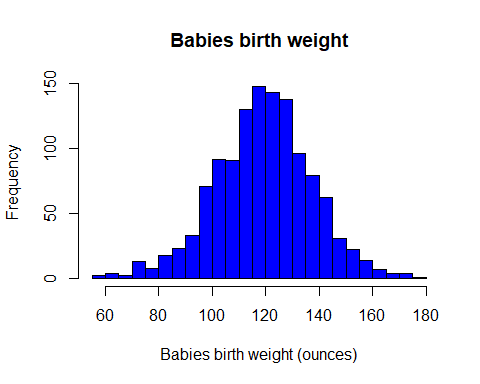 Babies birth weight
Frequency
150
100
50
0
60 80 100 120 140 160 180
Babies birth weight (ounces)